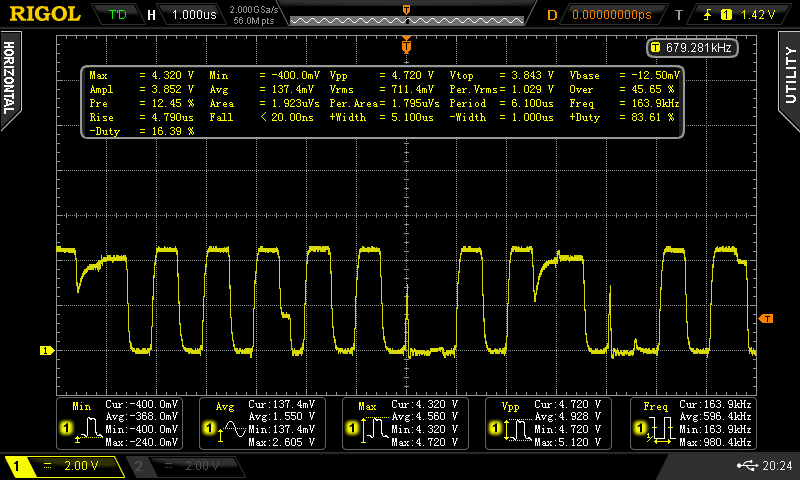 RIGOL T'D H 1.000us 2.000GSa/s 56.0M pts D 0.00000000ps T 1 1.42 V
T 679.281kHz
HORIZONTAL
UTILITY
Max = 4.320 V Min = -400.0mV Vpp = 4.720 V Vtop = 3.843 V Vbase = -12.50mV
Ampl = 3.852 V Avg = 137.4mV Vrms = 711.4mV Per.Vrms= 1.029 V Over = 45.65 %
Pre = 12.45 % Area = 1.923uVs Per.Area= 1.795uVs Period = 6.100us Freq = 163.9kHz
Rise = 4.790us Fall < 20.00ns +Width = 5.100us -Width = 1.000us +Duty = 83.61 %
-Duty = 16.39 %
T
1
T
Min Cur:-400.0mV Avg:-368.0mV Min:-400.0mV Max:-240.0mV
1
Avg Cur:137.4mV Avg:1.550 V Min:137.4mV Max:2.605 V
1
Max Cur:4.320 V Avg:4.560 V Min:4.320 V Max:4.720 V
1
Vpp Cur:4.720 V Avg:4.928 V Min:4.720 V Max:5.120 V
1
Freq Cur:163.9kHz Avg:596.4kHz Min:163.9kHz Max:980.4kHz
1
1 2.00 V 2 2.00 V 20:24